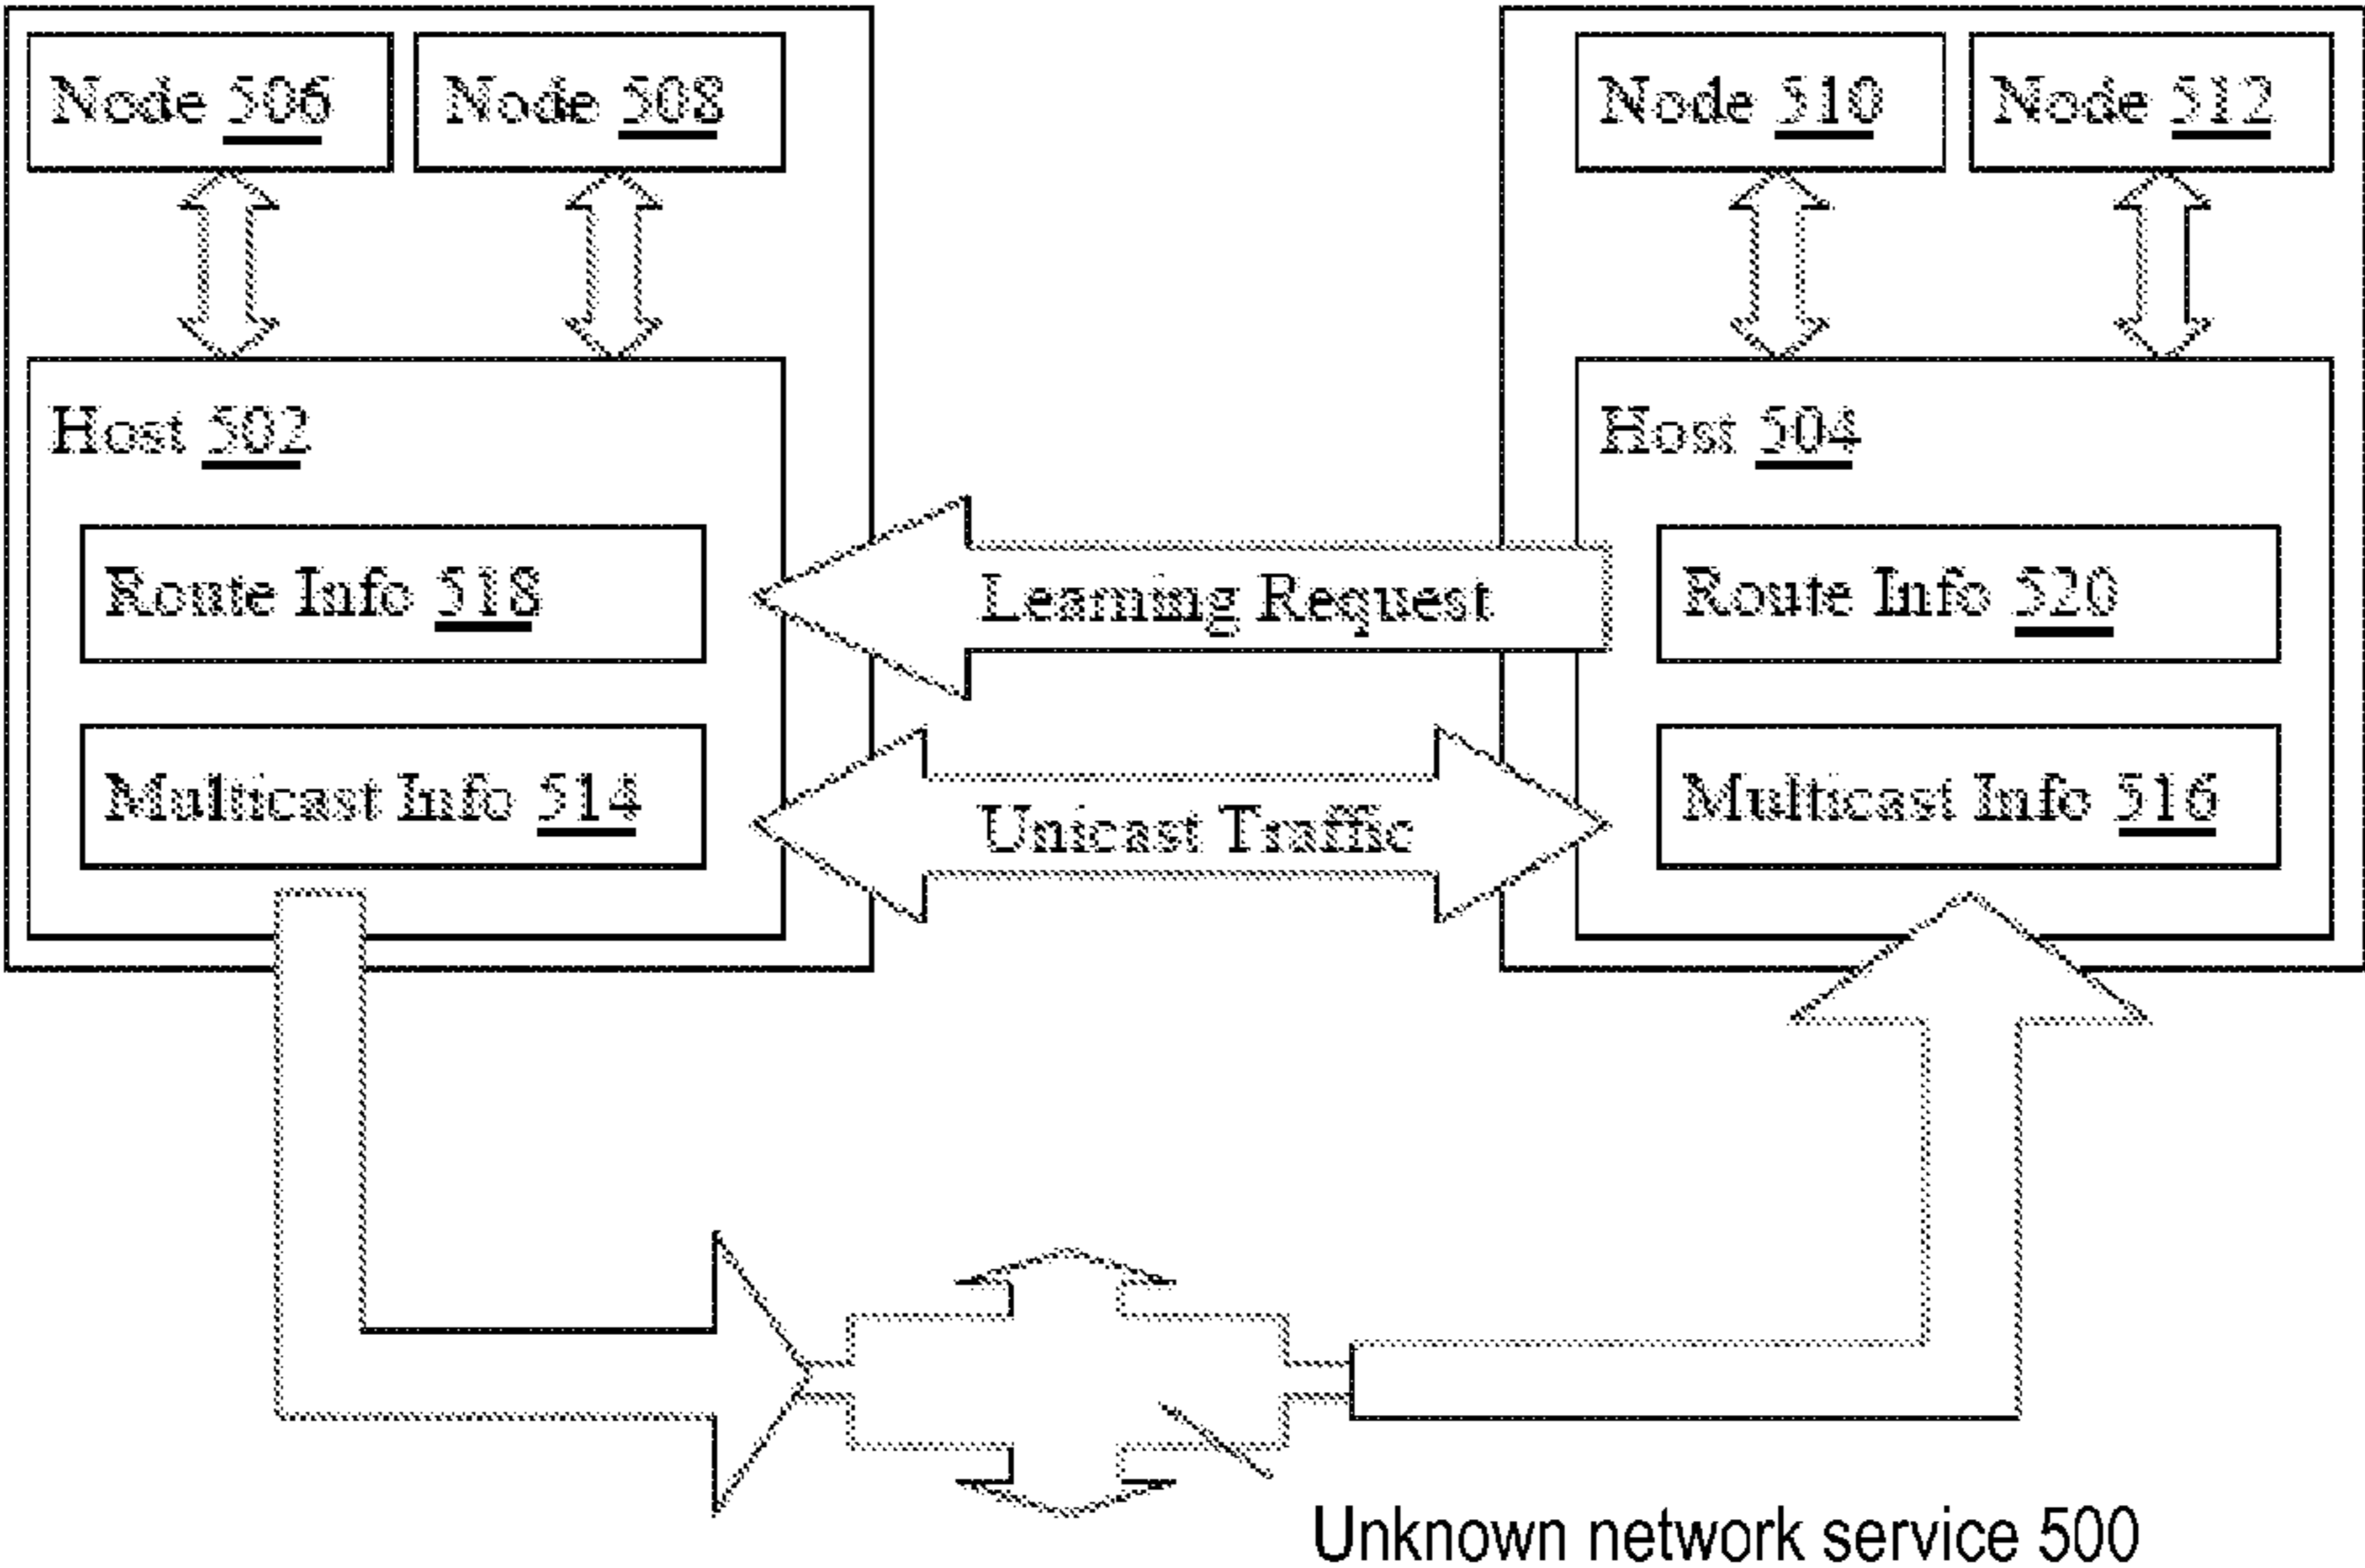 Node 506
Node 508
Node 510
Node 512
Host 502
Host 504
Route Info 518
Learning Request
Route Info 520
Multicast Info 514
Unicast Traffic
Multicast Info 516
Unknown network service 500